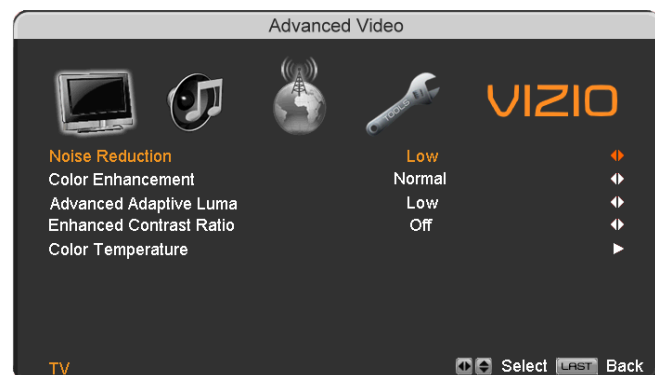 Advanced Video
TOOLS
VIZIO
Noise Reduction Low
Color Enhancement Normal
Advanced Adaptive Luma Low
Enhanced Contrast Ratio Off
Color Temperature
TV Select LAST Back